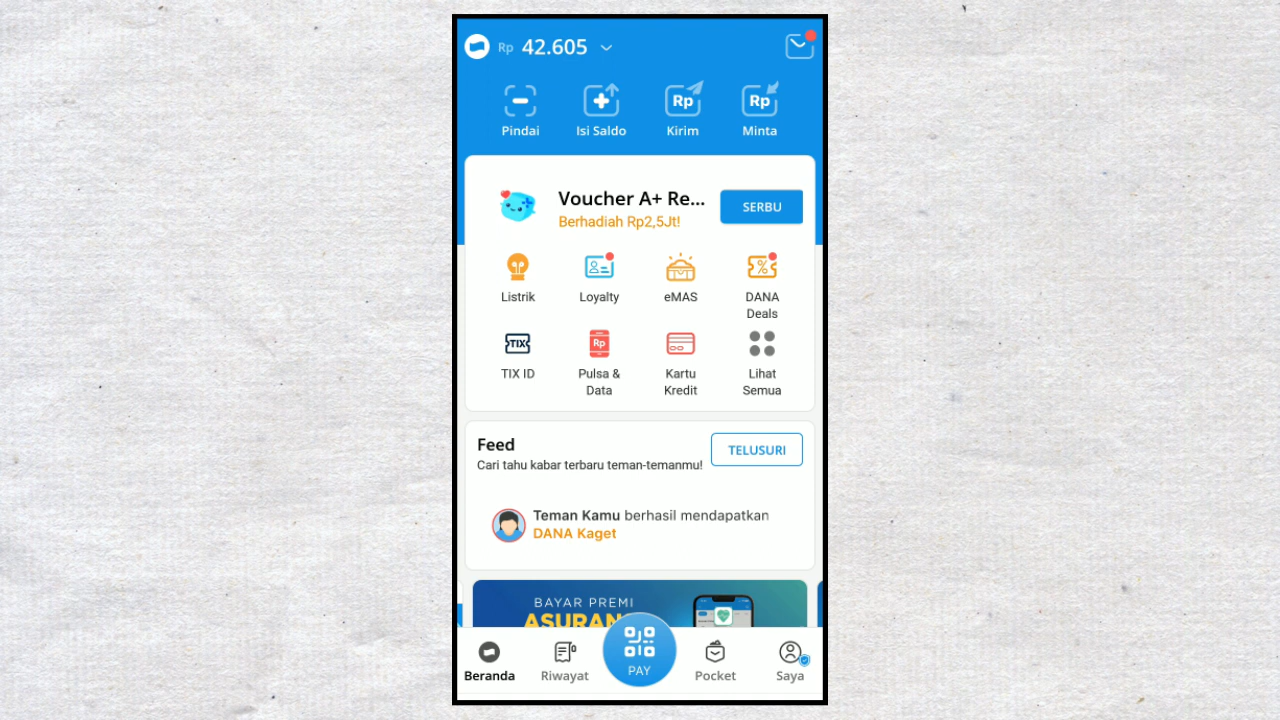 Rp 42.605
Pindai
Isi Saldo
Rp
Kirim
Rp
Minta
Voucher A+ Re...
Berhadiah Rp2,5Jt!
SERBU
Listrik
Loyalty
eMAS
%
DANA
Deals
TIX
TIX ID
Rp
Pulsa &
Data
Kartu
Kredit
Lihat
Semua
Feed
Cari tahu kabar terbaru teman-temanmu!
TELUSURI
Teman Kamu berhasil mendapatkan
DANA Kaget
BAYAR PREMI
ASURAN
Beranda
Riwayat
PAY
Pocket
Saya